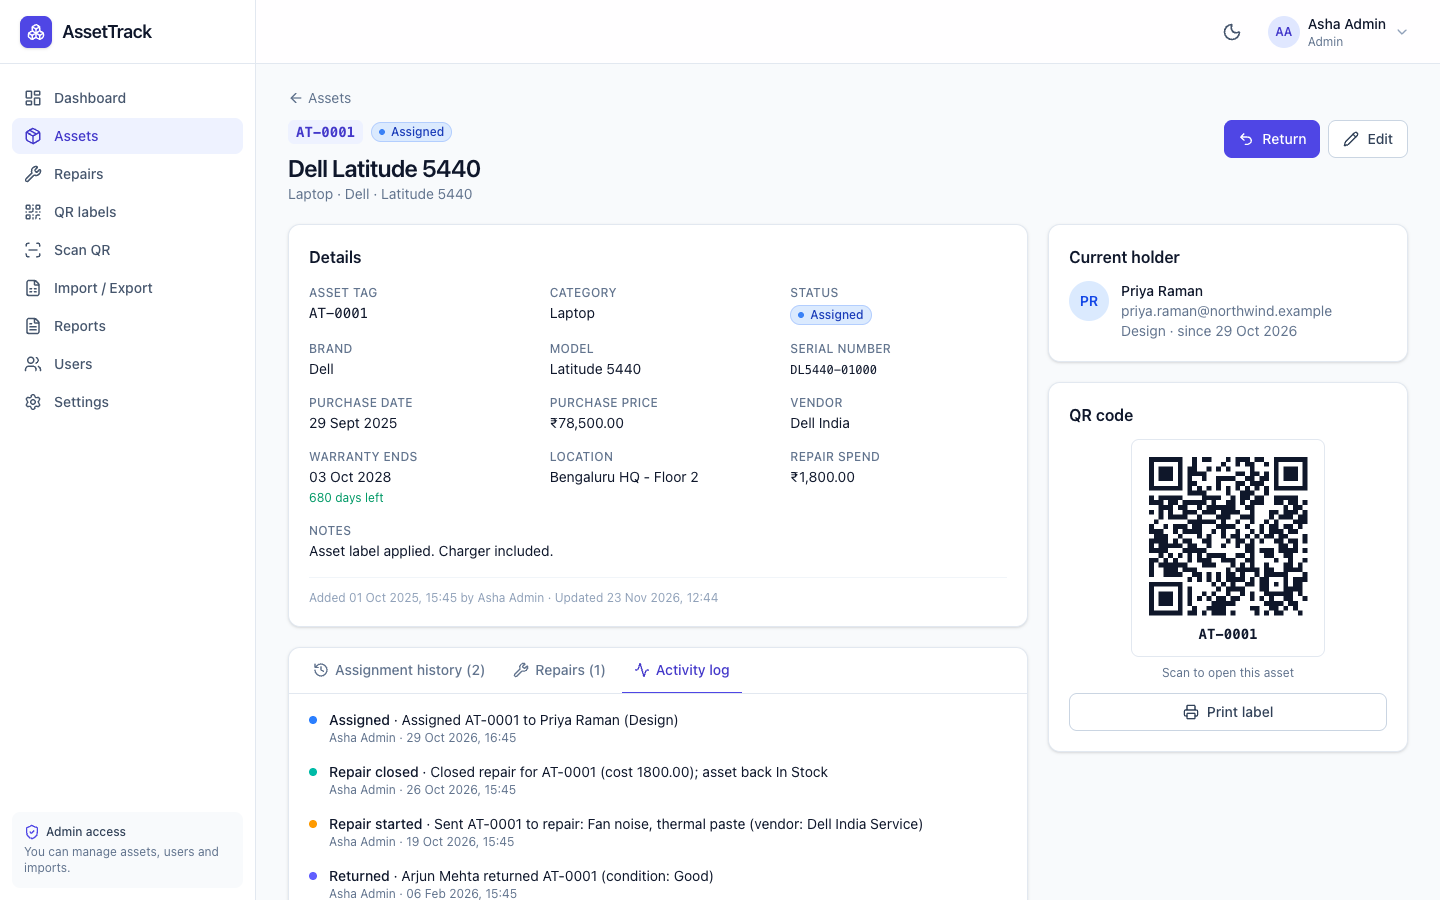 AssetTrack
AA
Asha Admin
Admin
Dashboard
Assets
Repairs
QR labels
Scan QR
Import / Export
Reports
Users
Settings
Admin access
You can manage assets, users and
imports.
Assets
AT-0001
Assigned
Return
Edit
Dell Latitude 5440
Laptop · Dell · Latitude 5440
Details
ASSET TAG
AT-0001
CATEGORY
Laptop
STATUS
Assigned
BRAND
Dell
MODEL
Latitude 5440
SERIAL NUMBER
DL5440-01000
PURCHASE DATE
29 Sept 2025
PURCHASE PRICE
₹78,500.00
VENDOR
Dell India
WARRANTY ENDS
03 Oct 2028
680 days left
LOCATION
Bengaluru HQ - Floor 2
REPAIR SPEND
₹1,800.00
NOTES
Asset label applied. Charger included.
Added 01 Oct 2025, 15:45 by Asha Admin · Updated 23 Nov 2026, 12:44
Assignment history (2)
Repairs (1)
Activity log
Assigned · Assigned AT-0001 to Priya Raman (Design)
Asha Admin · 29 Oct 2026, 16:45
Repair closed · Closed repair for AT-0001 (cost 1800.00); asset back In Stock
Asha Admin · 26 Oct 2026, 15:45
Repair started · Sent AT-0001 to repair: Fan noise, thermal paste (vendor: Dell India Service)
Asha Admin · 19 Oct 2026, 15:45
Returned · Arjun Mehta returned AT-0001 (condition: Good)
Asha Admin · 06 Feb 2026, 15:45
Current holder
PR
Priya Raman
priya.raman@northwind.example
Design · since 29 Oct 2026
QR code
AT-0001
Scan to open this asset
Print label